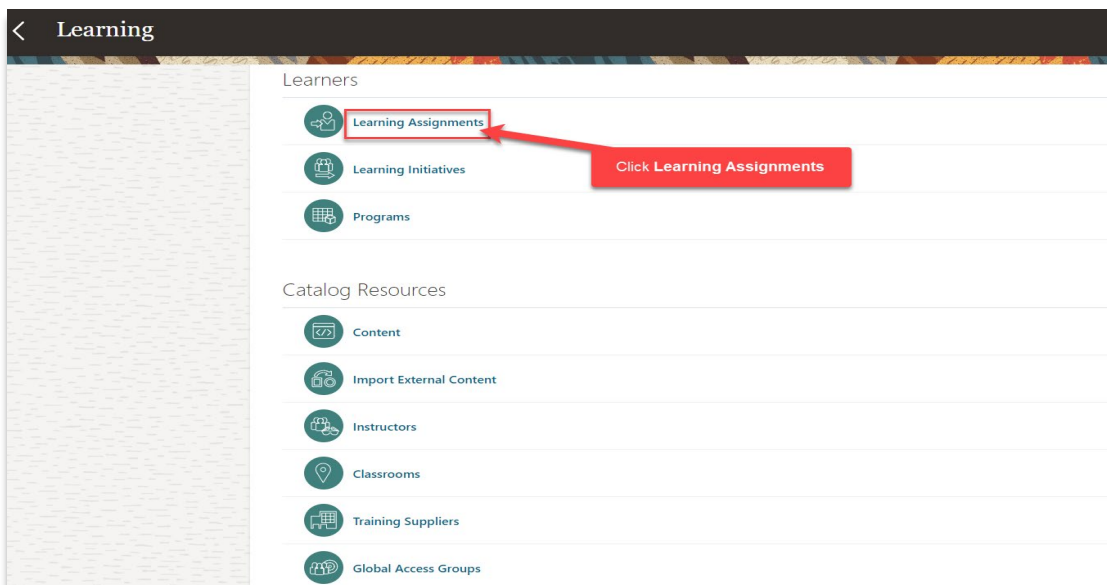 Learning
Learners
Learning Assignments
Click Learning Assignments
Learning Initiatives
Programs
Catalog Resources
Content
Import External Content
Instructors
Classrooms
Training Suppliers
Global Access Groups